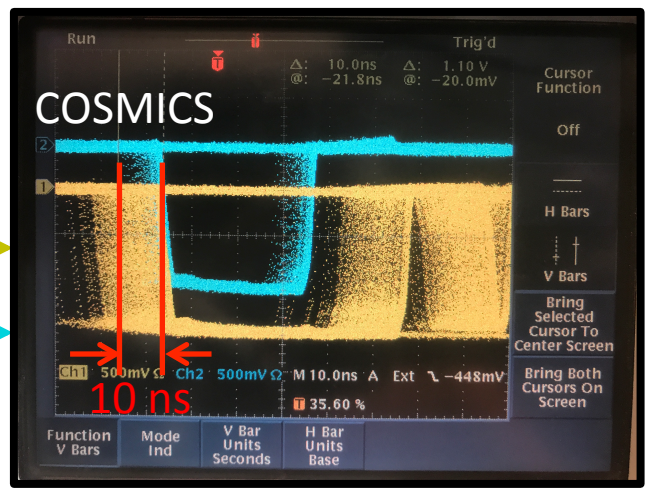 Run
Trig'd
T
T
Δ: 10.0ns Δ: 1.10 V
@: -21.8ns @: -20.0mV
Cursor
Function
COSMICS
Off
2
1
H Bars
V Bars
Bring
Selected
Cursor To
Center Screen
Ch1 500mVΩ Ch2 500mVΩ M 10.0ns A Ext -448mV
Bring Both
Cursors On
Screen
10 ns
T 35.60 %
Function
V Bars
Mode
Ind
V Bar
Units
Seconds
H Bar
Units
Base